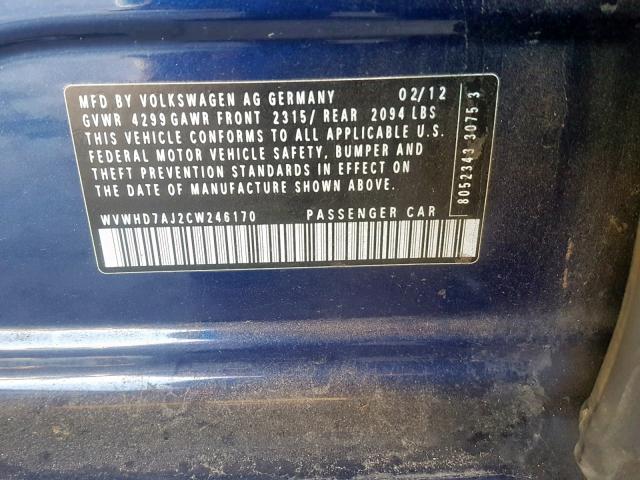 MFD BY VOLKSWAGEN AG GERMANY 02/12
GVWR 4299 GAWR FRONT 2315/ REAR 2094 LBS
THIS VEHICLE CONFORMS TO ALL APPLICABLE U.S.
FEDERAL MOTOR VEHICLE SAFETY, BUMPER AND
THEFT PREVENTION STANDARDS IN EFFECT ON
THE DATE OF MANUFACTURE SHOWN ABOVE.
WVWHD7AJ2CW246170 PASSENGER CAR
8052343 30753